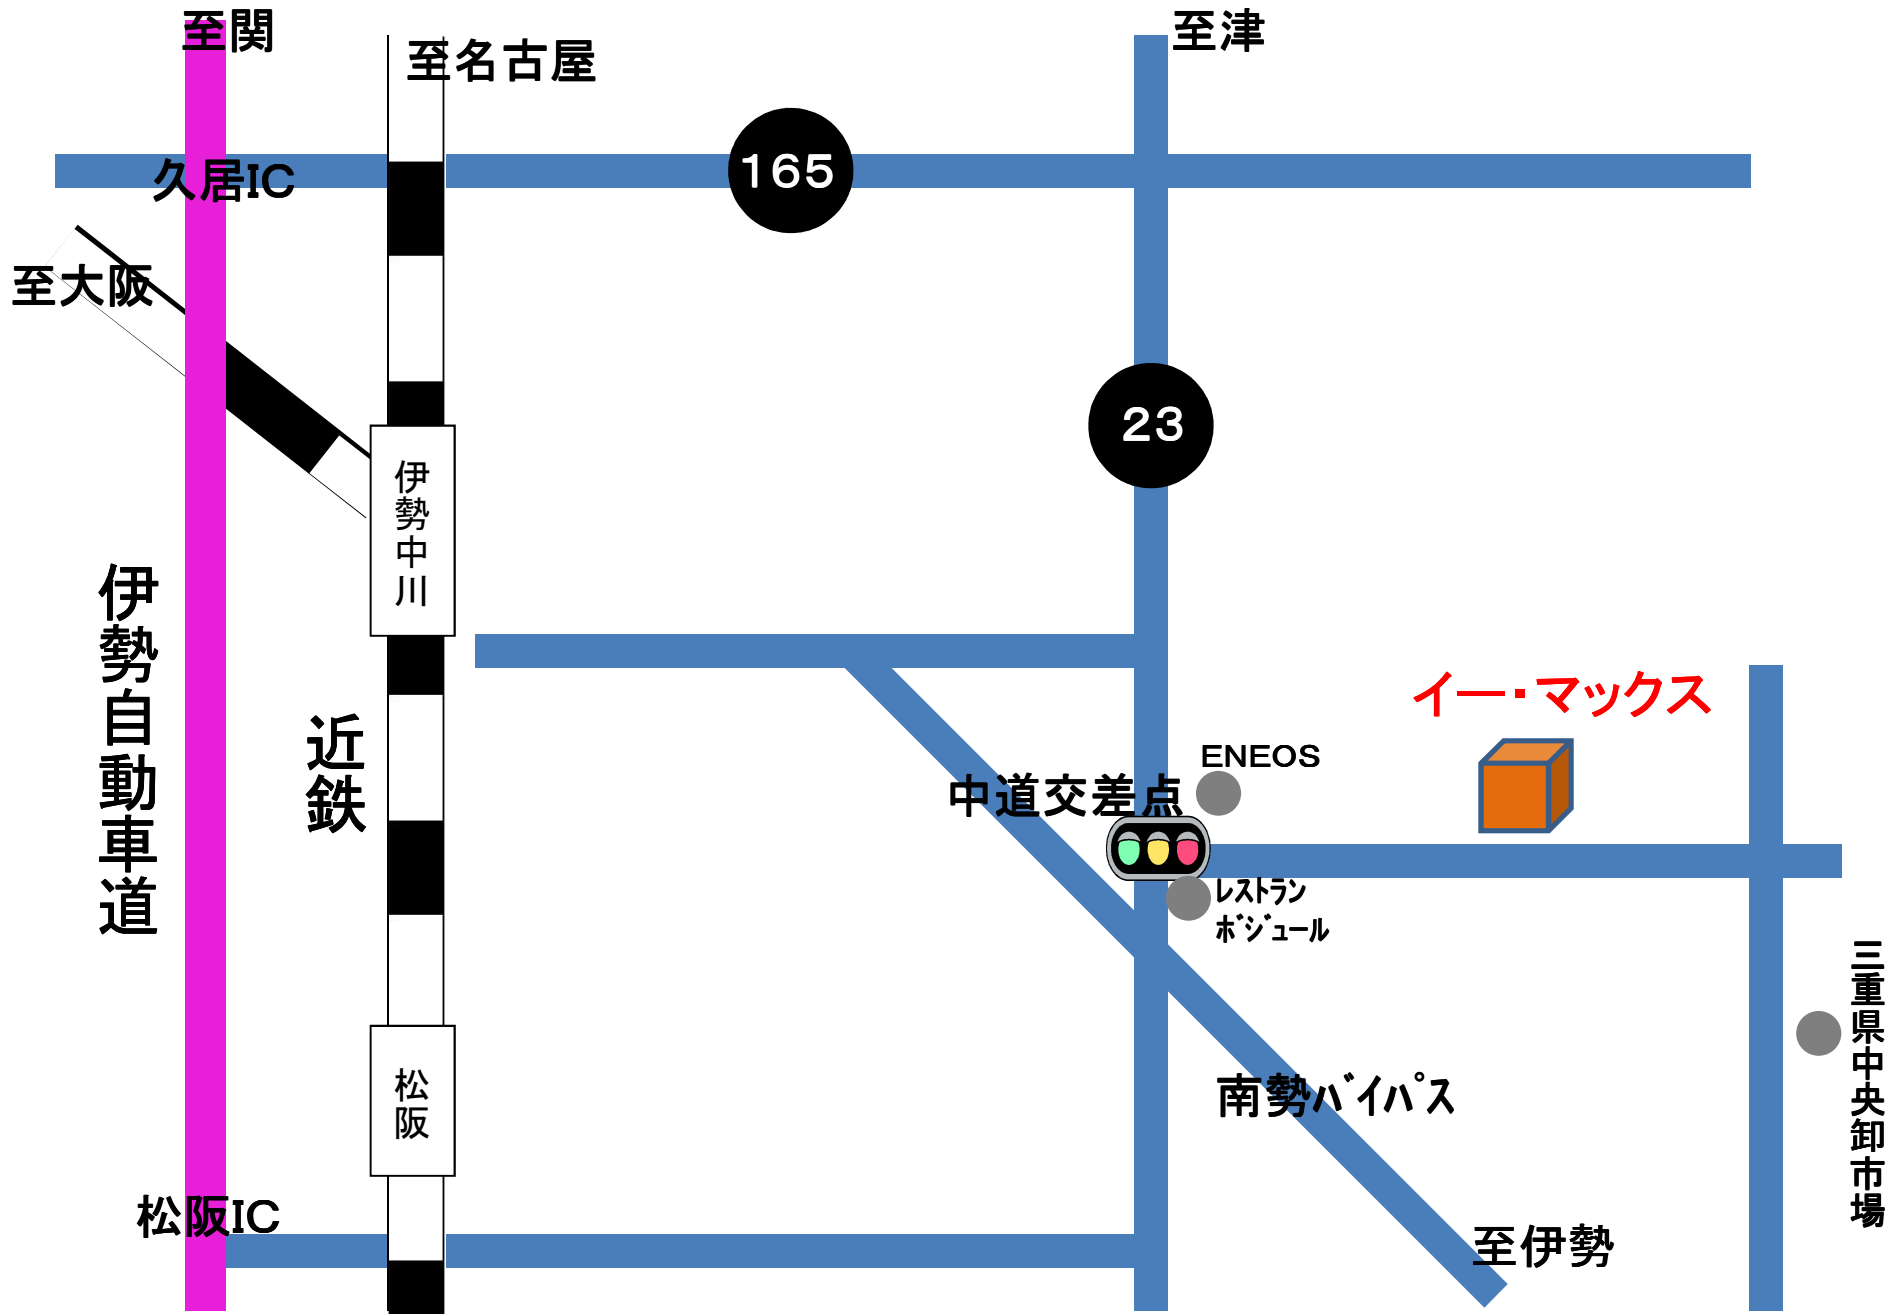 至関
至名古屋
至津
久居IC
165
至大阪
23
伊勢中川
伊勢自動車道
近鉄
イー・マックス
ENEOS
中道交差点
ﾚｽﾄﾗﾝ
ﾎﾞｼﾞｭｰﾙ
三重県中央卸市場
松阪
南勢ﾊﾞｲﾊﾟｽ
松阪IC
至伊勢